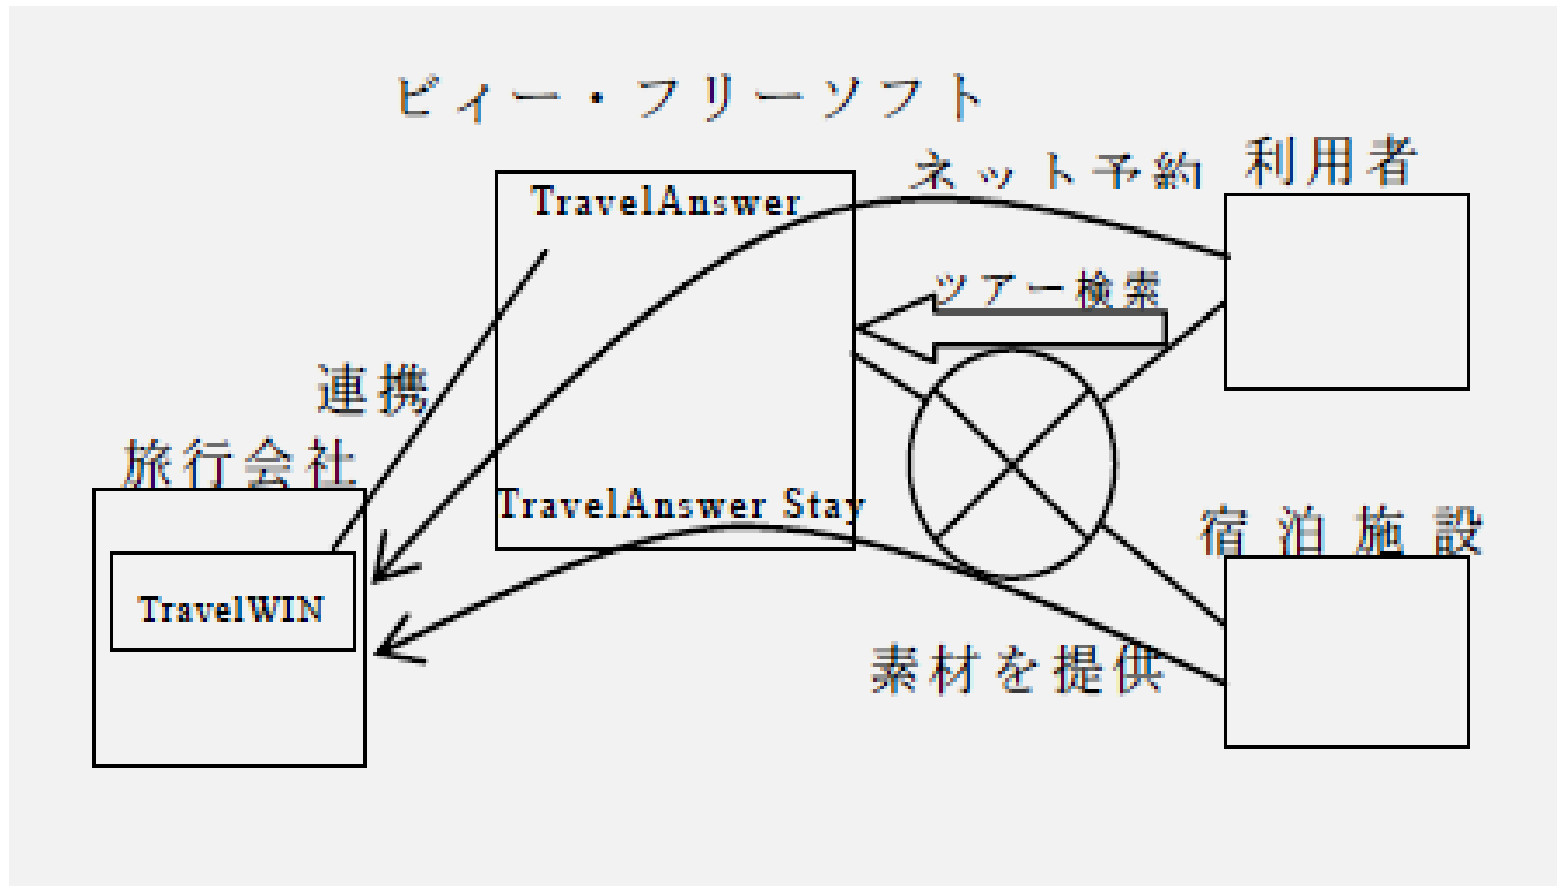 ビィー・フリーソフト
ネット予約
利用者
TravelAnswer
ツアー検索
連携
旅行会社
TravelAnswer Stay
宿泊施設
TravelWIN
素材を提供